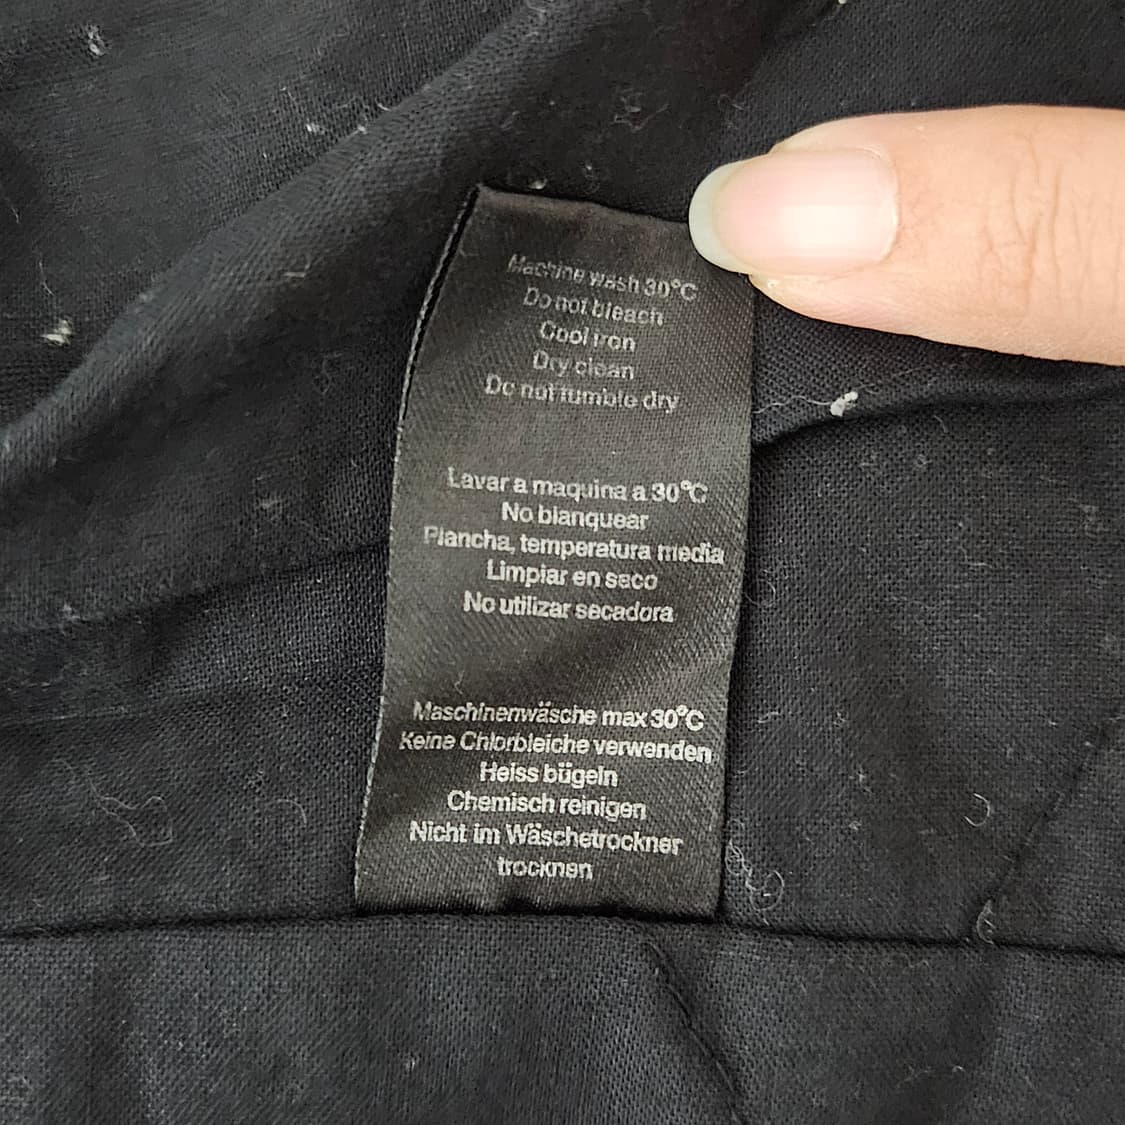 Machine wash 30°C
Do not bleach
Cool iron
Dry clean
Do not tumble dry
Lavar a maquina a 30°C
No blanquear
Plancha, temperatura media
Limpiar en seco
No utilizar secadora
Maschinenwäsche max 30°C
Keine Chlorbleiche verwenden
Heiss bügeln
Chemisch reinigen
Nicht im Wäschetrockner
trocknen